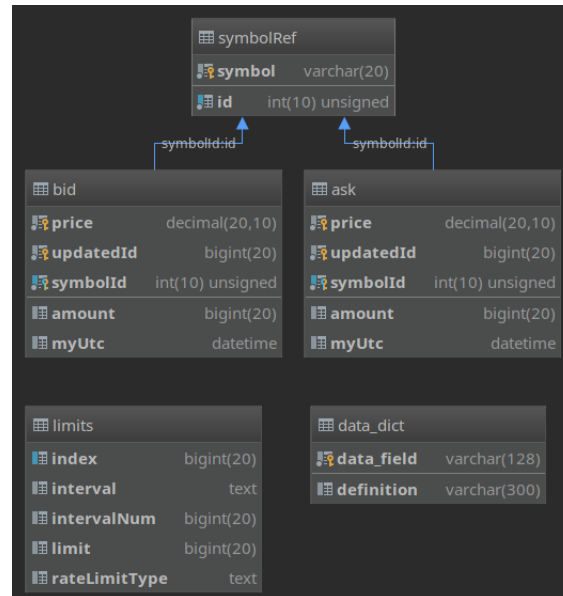 symbolRef
symbol varchar(20)
id int(10) unsigned
symbolId:id
symbolId:id
bid
price decimal(20,10)
updatedId bigint(20)
symbolId int(10) unsigned
amount bigint(20)
myUtc datetime
ask
price decimal(20,10)
updatedId bigint(20)
symbolId int(10) unsigned
amount bigint(20)
myUtc datetime
limits
index bigint(20)
interval text
intervalNum bigint(20)
limit bigint(20)
rateLimitType text
data_dict
data_field varchar(128)
definition varchar(300)